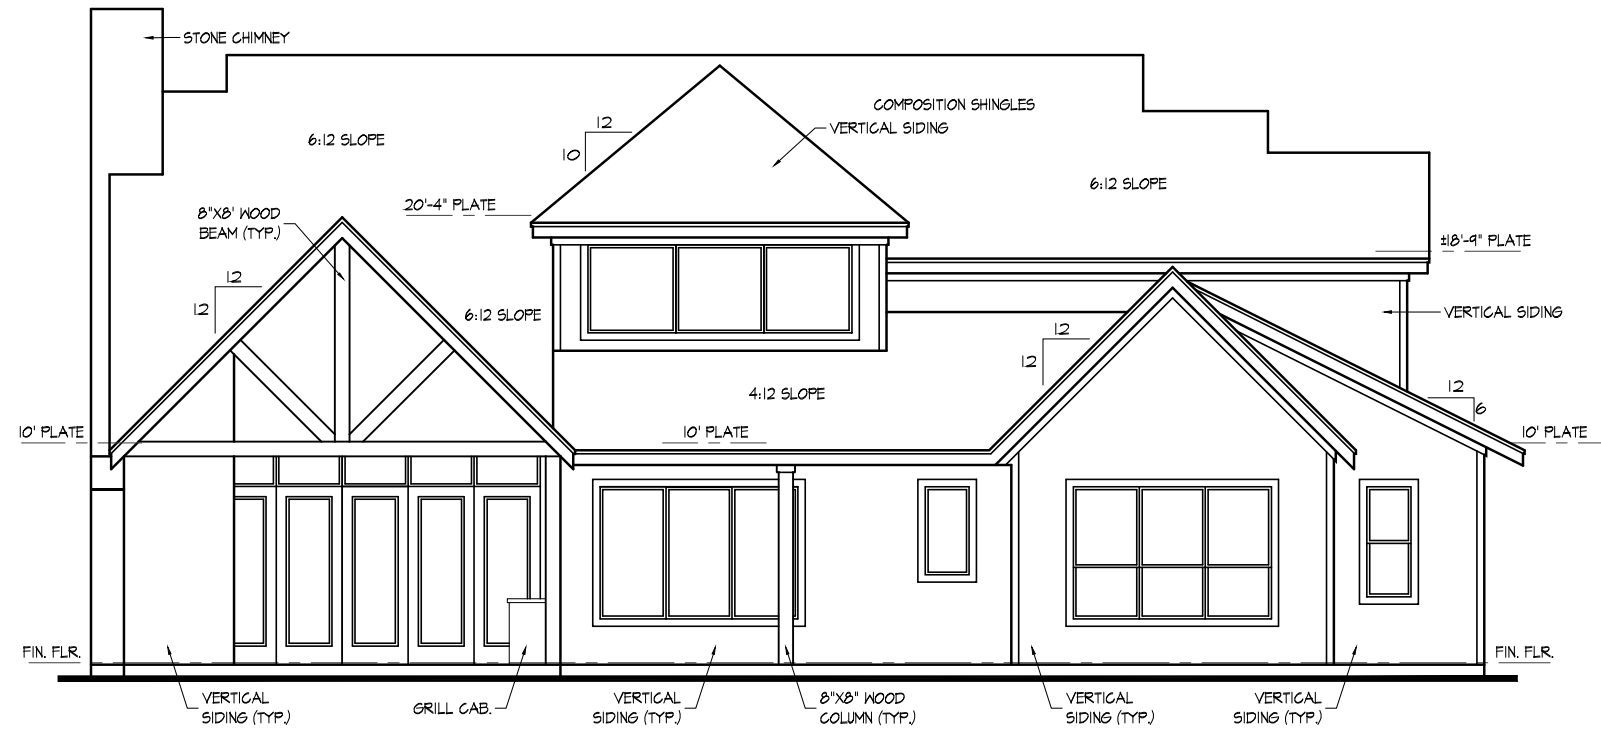 STONE CHIMNEY
COMPOSITION SHINGLES
VERTICAL SIDING
12
10
6:12 SLOPE
6:12 SLOPE
20'-4" PLATE
8"X8' WOOD
BEAM (TYP.)
±18'-9" PLATE
12
12
6:12 SLOPE
VERTICAL SIDING
12
12
4:12 SLOPE
12
6
10' PLATE
10' PLATE
10' PLATE
FIN. FLR.
FIN. FLR.
VERTICAL
SIDING (TYP.)
GRILL CAB.
VERTICAL
SIDING (TYP.)
8"X8" WOOD
COLUMN (TYP.)
VERTICAL
SIDING (TYP.)
VERTICAL
SIDING (TYP.)